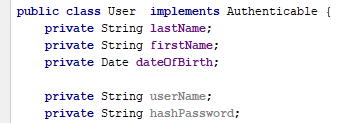 public class User  implements Authenticable {
    private String lastName;
    private String firstName;
    private Date dateOfBirth;

    private String userName;
    private String hashPassword;